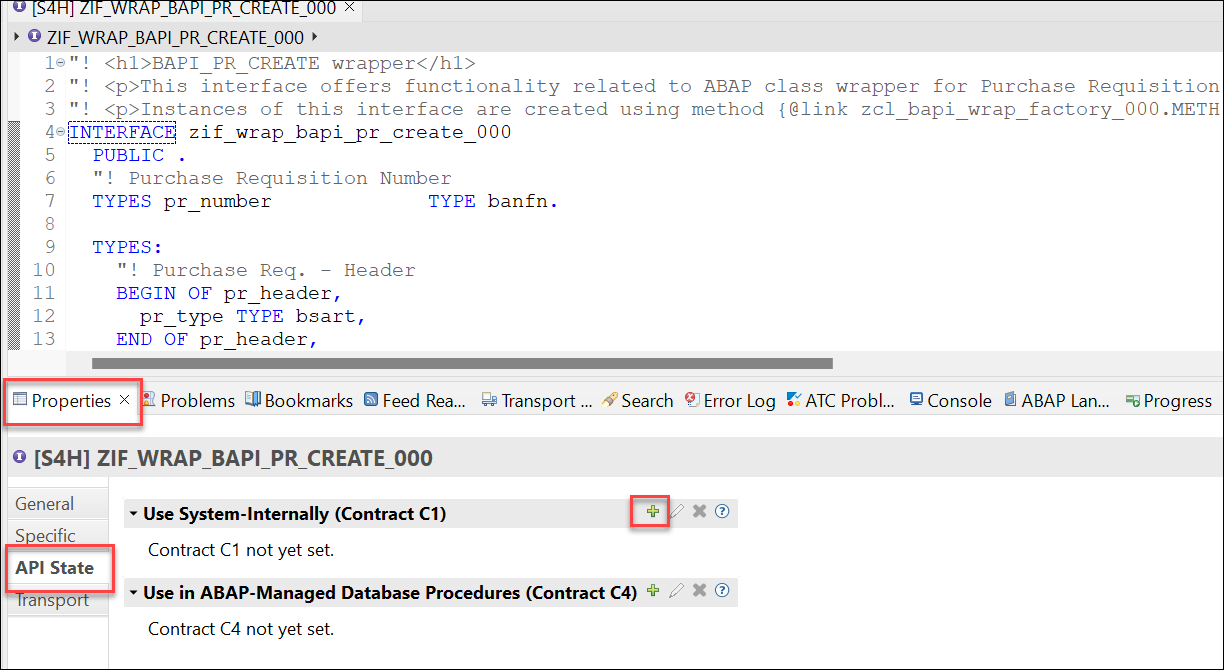 [S4H] ZIF_WRAP_BAPI_PR_CREATE_000
ZIF_WRAP_BAPI_PR_CREATE_000
1 "! <h1>BAPI_PR_CREATE wrapper</h1>
2 "! <p>This interface offers functionality related to ABAP class wrapper for Purchase Requisition
3 "! <p>Instances of this interface are created using method {@link zcl_bapi_wrap_factory_000.METH
4 INTERFACE zif_wrap_bapi_pr_create_000
5 PUBLIC .
6 "! Purchase Requisition Number
7 TYPES pr_number TYPE banfn.
8
9 TYPES:
10 "! Purchase Req. - Header
11 BEGIN OF pr_header,
12 pr_type TYPE bsart,
13 END OF pr_header,
Properties Problems Bookmarks Feed Rea... Transport ... Search Error Log ATC Probl... Console ABAP Lan... Progress
[S4H] ZIF_WRAP_BAPI_PR_CREATE_000
General
Specific
API State
Transport
Use System-Internally (Contract C1)
Contract C1 not yet set.
Use in ABAP-Managed Database Procedures (Contract C4)
Contract C4 not yet set.